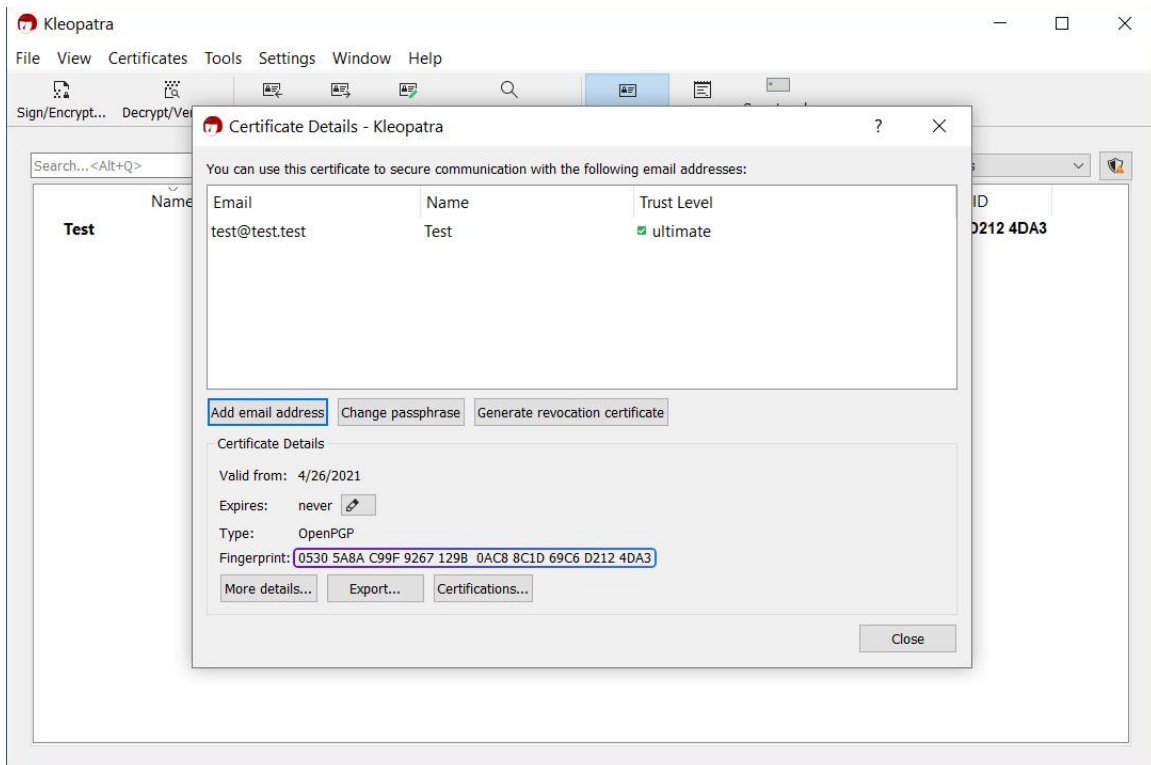 Kleopatra
File View Certificates Tools Settings Window Help
Sign/Encrypt...
Certificate Details - Kleopatra
?
Search...<Alt+Q>
You can use this certificate to secure communication with the following email addresses:
Name
Email Name Trust Level
ID
Test
test@test.test Test ultimate
D212 4DA3
Add email address Change passphrase Generate revocation certificate
Certificate Details
Valid from: 4/26/2021
Expires: never
Type: OpenPGP
Fingerprint: 0530 5A8A C99F 9267 129B 0AC8 8C1D 69C6 D212 4DA3
More details... Export... Certifications...
Close